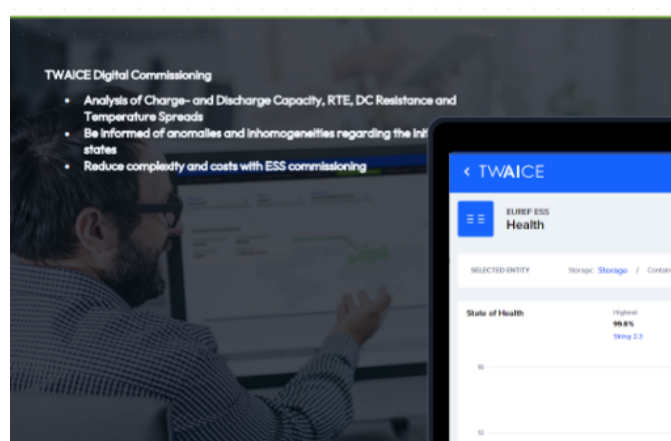 TWAICE Digital Commissioning
• Analysis of Charge- and Discharge Capacity, RTE, DC Resistance and
Temperature Spreads
• Be informed of anomalies and inhomogeneities regarding the
states
• Reduce complexity and costs with ESS commissioning
< TWAICE
EUREF ESS
Health
SELECTED ENTITY
Storage: Storage /
State of Health
Highest
99.8%
String 2.3
16
12